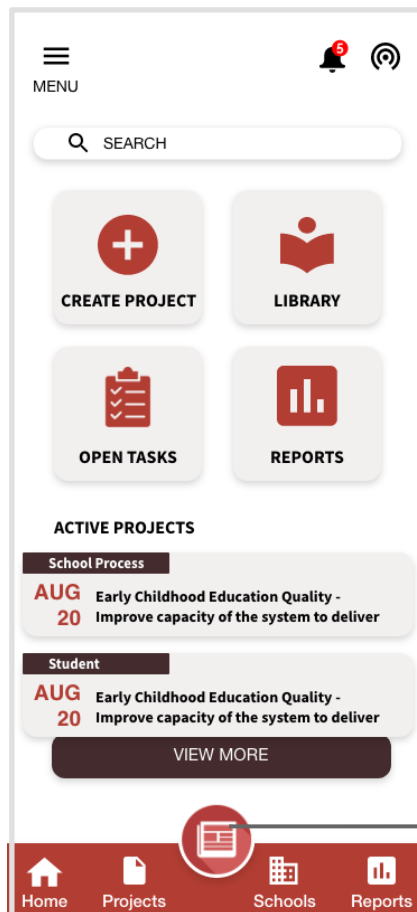 5
MENU
SEARCH
CREATE PROJECT
LIBRARY
OPEN TASKS
REPORTS
ACTIVE PROJECTS
School Process
AUG
20
Early Childhood Education Quality -
Improve capacity of the system to deliver
Student
AUG
20
Early Childhood Education Quality -
Improve capacity of the system to deliver
VIEW MORE
Home
Projects
Schools
Reports